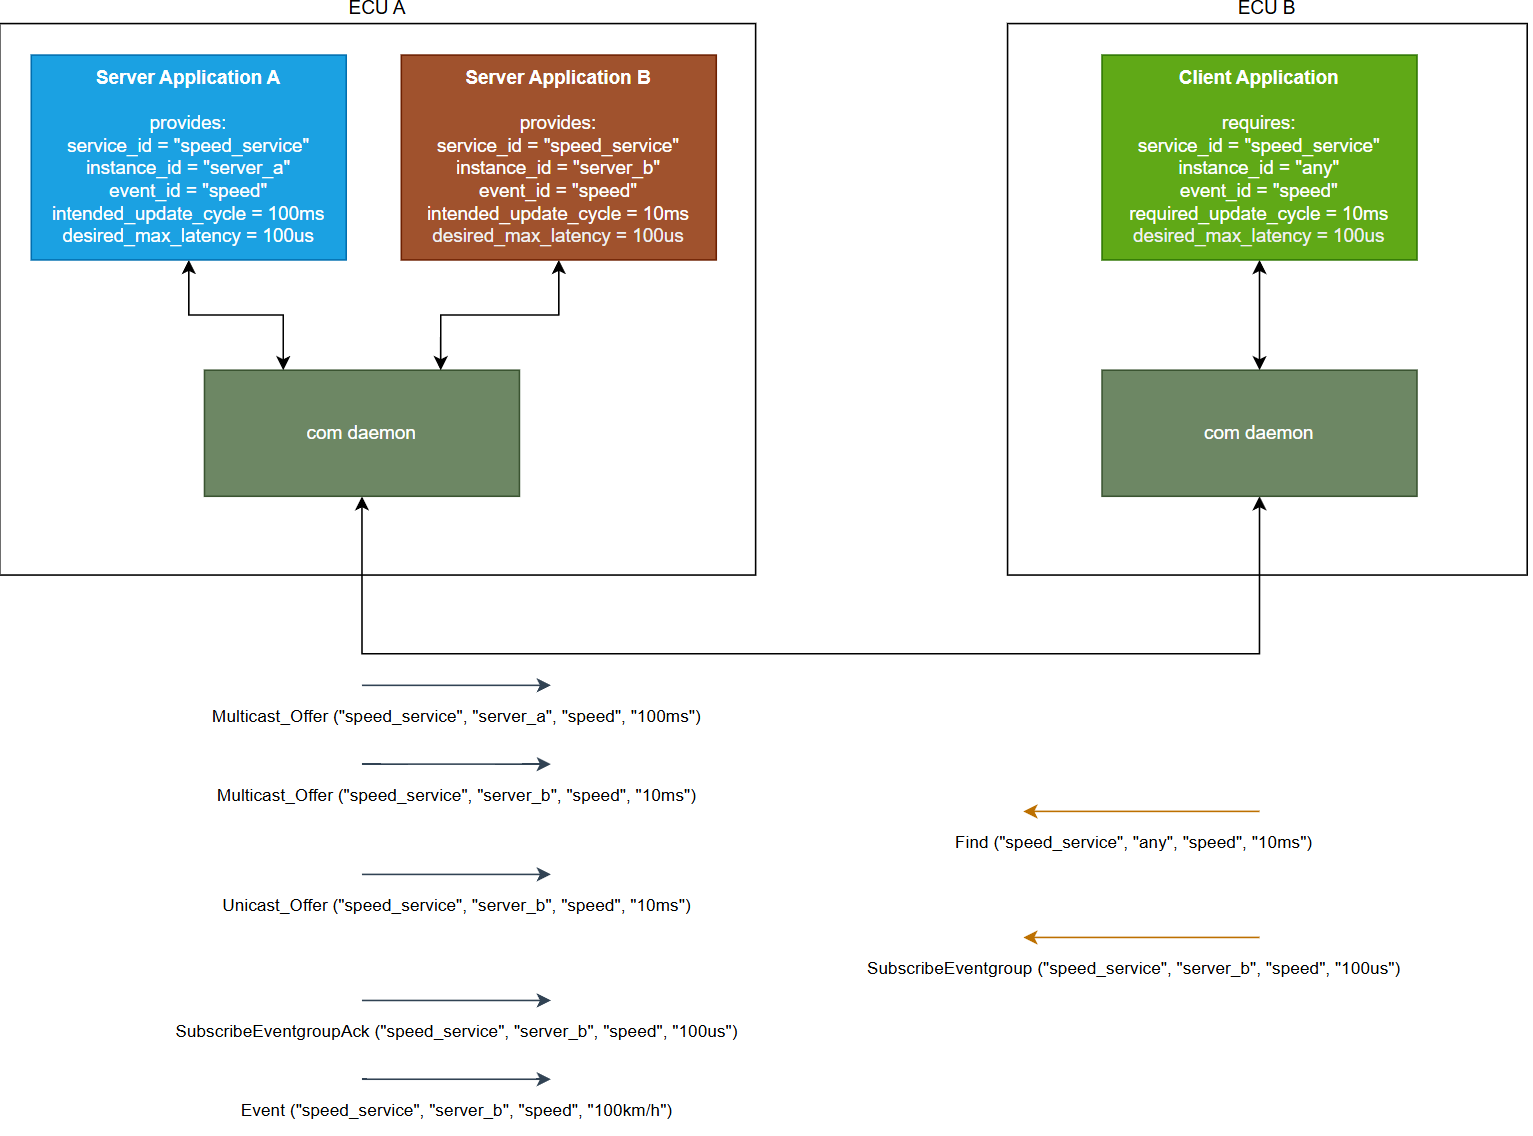 ECU A
ECU B
Server Application A
provides:
service_id = "speed_service"
instance_id = "server_a"
event_id = "speed"
intended_update_cycle = 100ms
desired_max_latency = 100us
Server Application B
provides:
service_id = "speed_service"
instance_id = "server_b"
event_id = "speed"
intended_update_cycle = 10ms
desired_max_latency = 100us
Client Application
requires:
service_id = "speed_service"
instance_id = "any"
event_id = "speed"
required_update_cycle = 10ms
desired_max_latency = 100us
com daemon
com daemon
Multicast_Offer ("speed_service", "server_a", "speed", "100ms")
Multicast_Offer ("speed_service", "server_b", "speed", "10ms")
Find ("speed_service", "any", "speed", "10ms")
Unicast_Offer ("speed_service", "server_b", "speed", "10ms")
SubscribeEventgroup ("speed_service", "server_b", "speed", "100us")
SubscribeEventgroupAck ("speed_service", "server_b", "speed", "100us")
Event ("speed_service", "server_b", "speed", "100km/h")